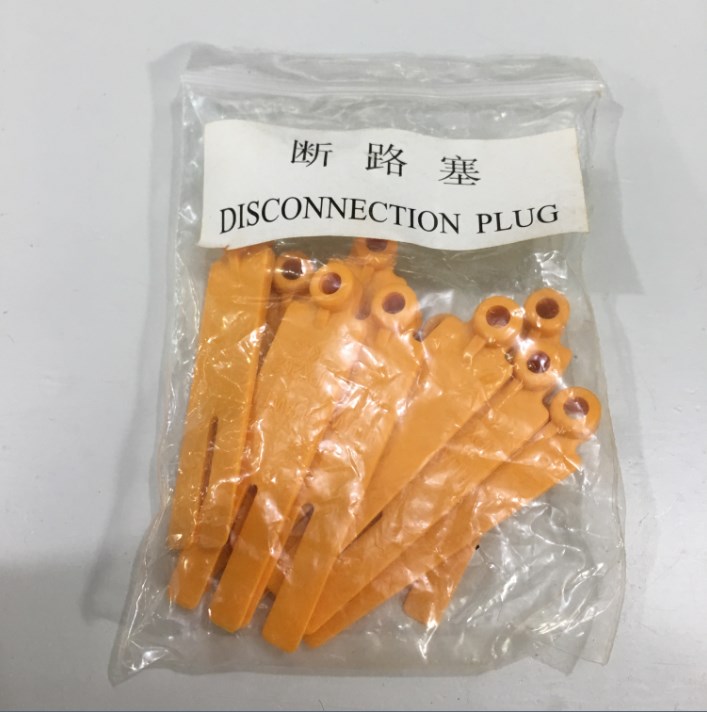 断路塞
DISCONNECTION PLUG